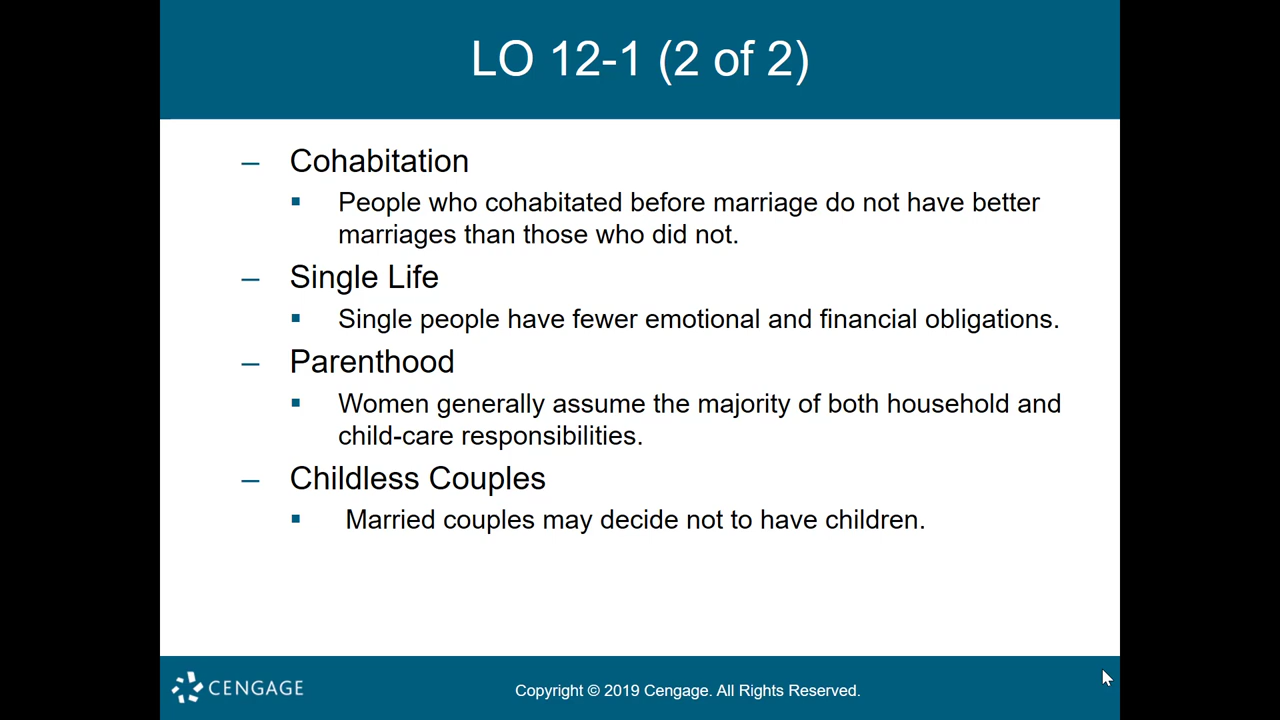 LO 12-1 (2 of 2)
– Cohabitation
▪ People who cohabitated before marriage do not have better
marriages than those who did not.
– Single Life
▪ Single people have fewer emotional and financial obligations.
– Parenthood
▪ Women generally assume the majority of both household and
child-care responsibilities.
– Childless Couples
▪ Married couples may decide not to have children.
CENGAGE
Copyright © 2019 Cengage. All Rights Reserved.